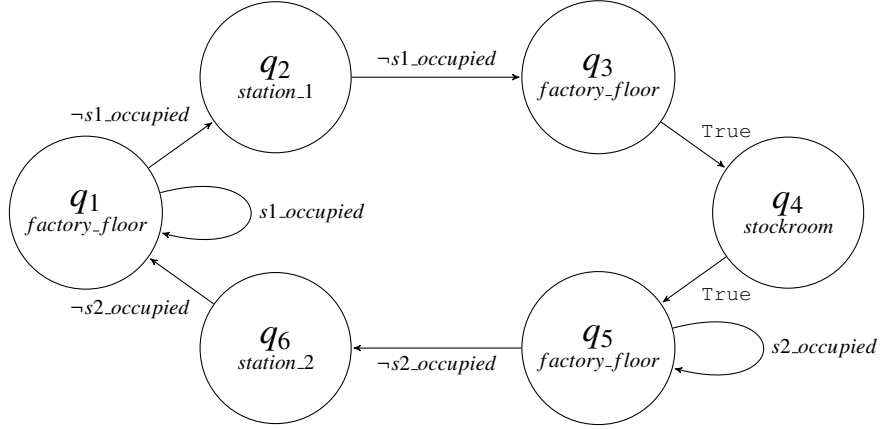 q2
station_1
¬s1_occupied
q3
factory_floor
¬s1_occupied
True
q1
factory_floor
s1_occupied
q4
stockroom
¬s2_occupied
True
q6
station_2
¬s2_occupied
q5
factory_floor
s2_occupied